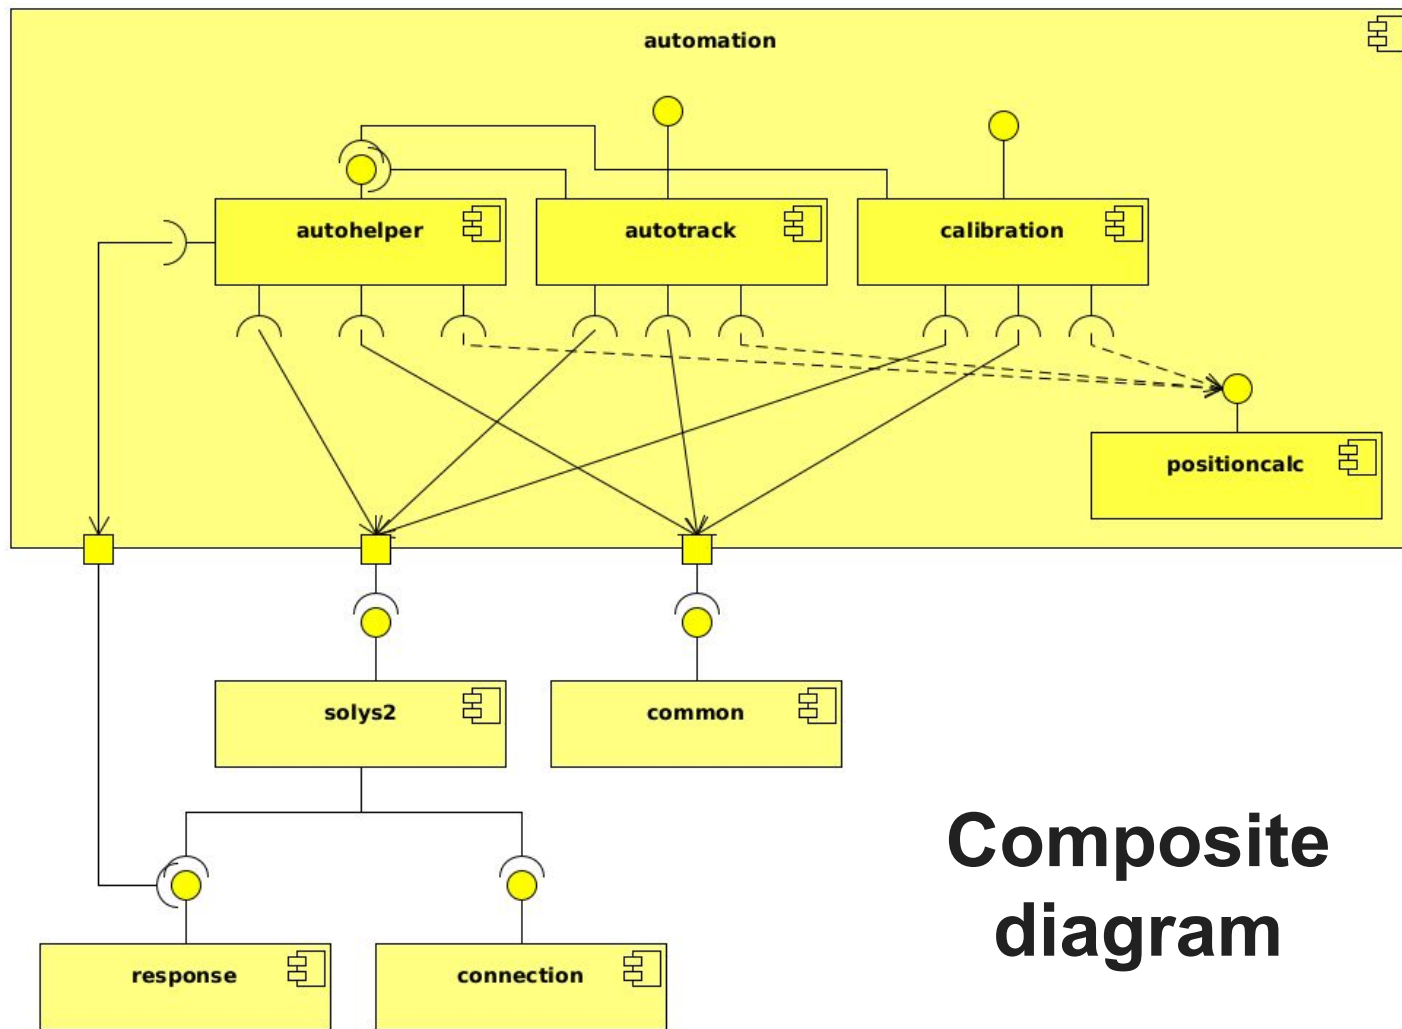 automation
autohelper
autotrack
calibration
positioncalc
solys2
common
Composite
diagram
response
connection